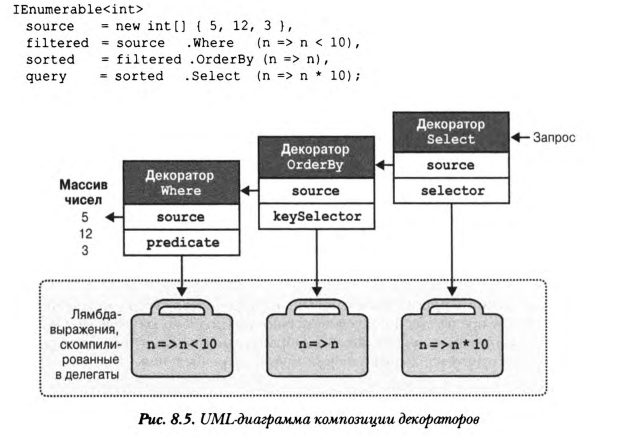 IEnumerable<int>
source = new int[] { 5, 12, 3 },
filtered = source .Where (n => n < 10),
sorted = filtered .OrderBy (n => n),
query = sorted .Select (n => n * 10);
Декоратор
Select
Запрос
source
selector
Декоратор
OrderBy
source
keySelector
Декоратор
Where
source
predicate
Массив
чисел
5
12
3
Лямбда-
выражения,
скомпили-
рованные
в делегаты
n=>n<10
n=>n
n=>n*10
Рис. 8.5. UML-диаграмма композиции декораторов